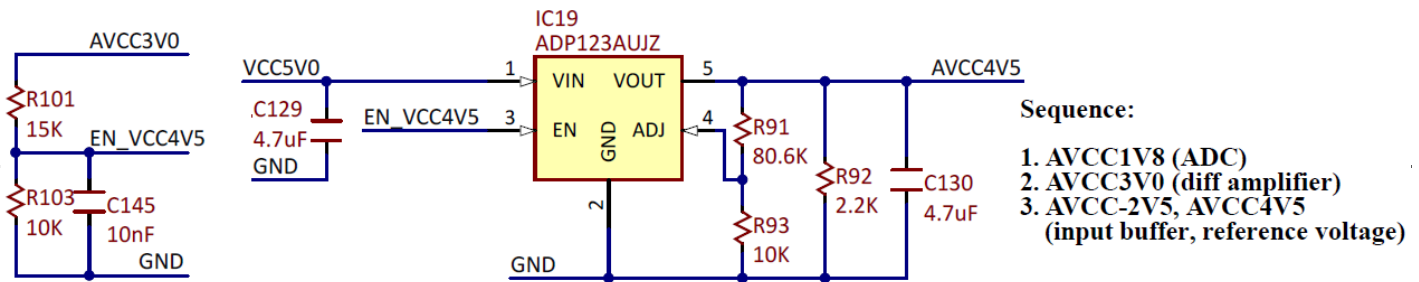 AVCC3V0
R101
15K
EN_VCC4V5
R103
10K
C145
10nF
GND
VCC5V0
C129
4.7uF
GND
EN_VCC4V5
IC19
ADP123AUJZ
1
VIN
VOUT
5
3
EN
ADJ
4
GND
2
AVCC4V5
R91
80.6K
R93
10K
R92
2.2K
C130
4.7uF
GND
Sequence:
1. AVCC1V8 (ADC)
2. AVCC3V0 (diff amplifier)
3. AVCC-2V5, AVCC4V5
(input buffer, reference voltage)